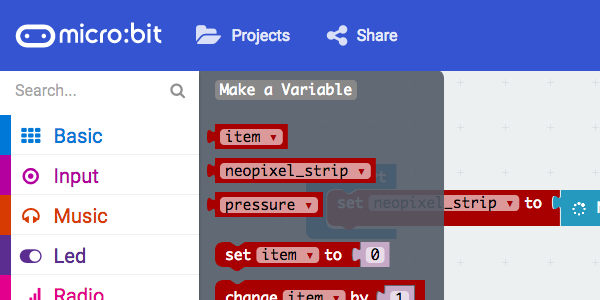 micro:bit
Projects
Share
Search...
Make a Variable
Basic
item
Input
neopixel_strip
Music
pressure
set neopixel_strip to
Led
set item to 0
Radio
change item by 1